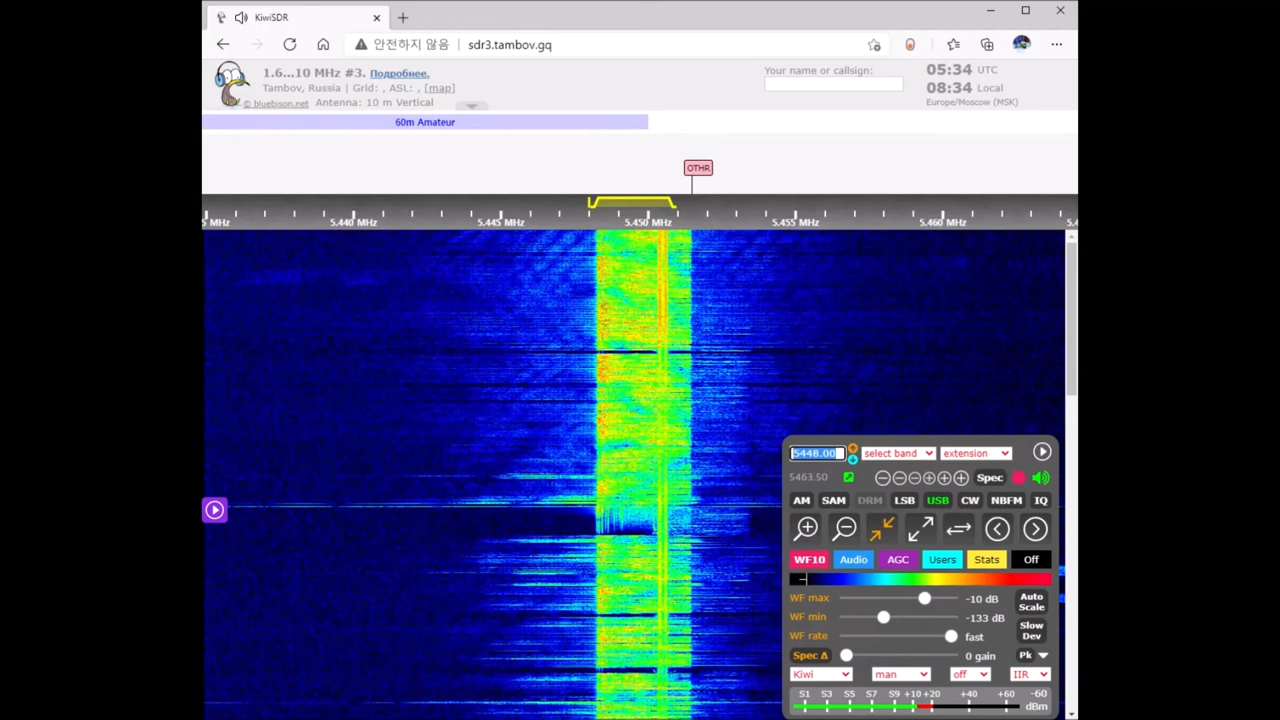 KiwiSDR
안전하지 않음 sdr3.tambov.gq
1.6...10 MHz #3. Подробнее.
Tambov, Russia | Grid: , ASL: , [map]
© bluebison.net Antenna: 10 m Vertical
Your name or callsign:
05:34 UTC
08:34 Local
Europe/Moscow (MSK)
60m Amateur
OTHR
5 MHz 5.440 MHz 5.445 MHz 5.450 MHz 5.455 MHz 5.460 MHz 5.4
5448.00 select band extension
5463.50 Spec
AM SAM DRM LSB USB CW NBFM IQ
WF10 Audio AGC Users Stats Off
WF max -10 dB Auto Scale
WF min -133 dB
WF rate fast Slow Dev
Spec Δ 0 gain Pk
Kiwi man off IIR
S1 S3 S5 S7 S9 +10 +20 +40 +60 -60
dBm